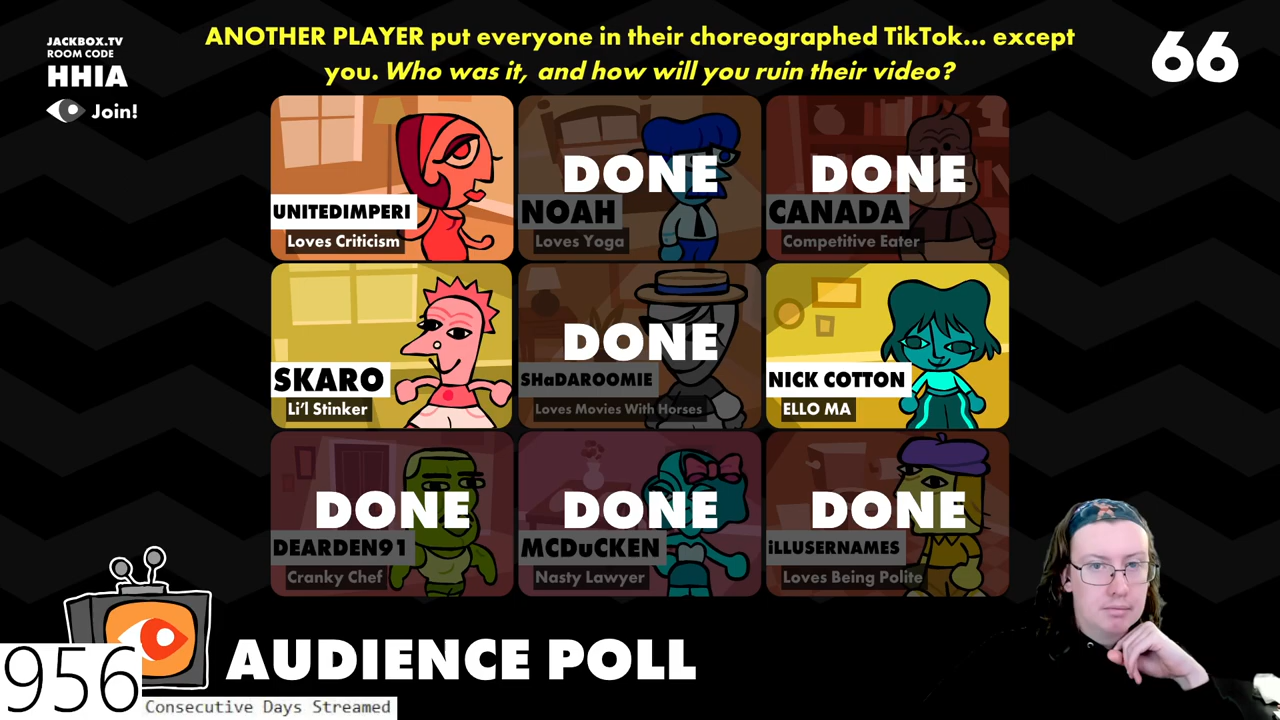 JACKBOX.TV
ROOM CODE
HHIA
Join!
ANOTHER PLAYER put everyone in their choreographed TikTok... except
you. Who was it, and how will you ruin their video?
66
UNITEDIMPERI
Loves Criticism
DONE
NOAH
Loves Yoga
DONE
CANADA
Competitive Eater
SKARO
Li'l Stinker
DONE
SHaDAROOMIE
Loves Movies With Horses
NICK COTTON
ELLO MA
DONE
DEARDEN91
Cranky Chef
DONE
MCDuCKEN
Nasty Lawyer
DONE
iLLUSERNAMES
Loves Being Polite
AUDIENCE POLL
956
Consecutive Days Streamed